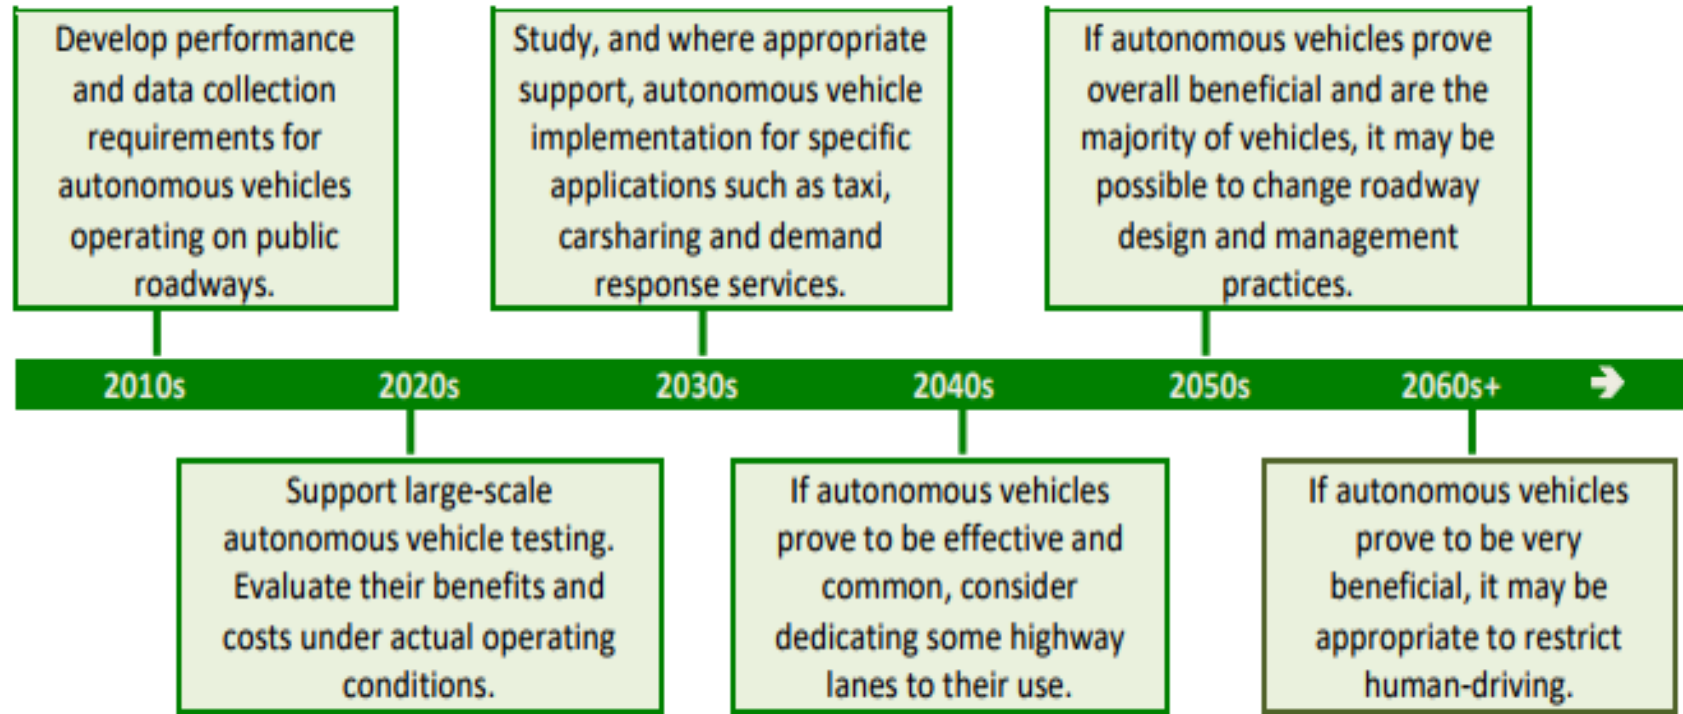 Develop performance
and data collection
requirements for
autonomous vehicles
operating on public
roadways.
Study, and where appropriate
support, autonomous vehicle
implementation for specific
applications such as taxi,
carsharing and demand
response services.
If autonomous vehicles prove
overall beneficial and are the
majority of vehicles, it may be
possible to change roadway
design and management
practices.
2010s 2020s 2030s 2040s 2050s 2060s+ →
Support large-scale
autonomous vehicle testing.
Evaluate their benefits and
costs under actual operating
conditions.
If autonomous vehicles
prove to be effective and
common, consider
dedicating some highway
lanes to their use.
If autonomous vehicles
prove to be very
beneficial, it may be
appropriate to restrict
human-driving.